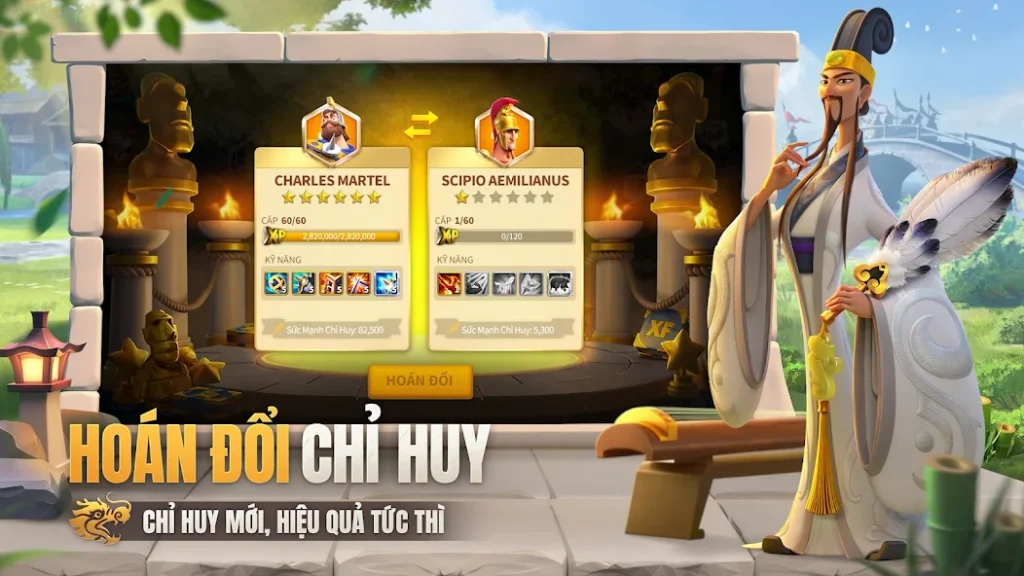 CHARLES MARTEL
CẤP 60/60
XP 2,820,000/2,820,000
KỸ NĂNG
Sức Mạnh Chỉ Huy: 82,500
SCIPIO AEMILIANUS
CẤP 1/60
XP 0/120
KỸ NĂNG
Sức Mạnh Chỉ Huy: 5,300
HOÁN ĐỔI
HOÁN ĐỔI CHỈ HUY
CHỈ HUY MỚI, HIỆU QUẢ TỨC THÌ